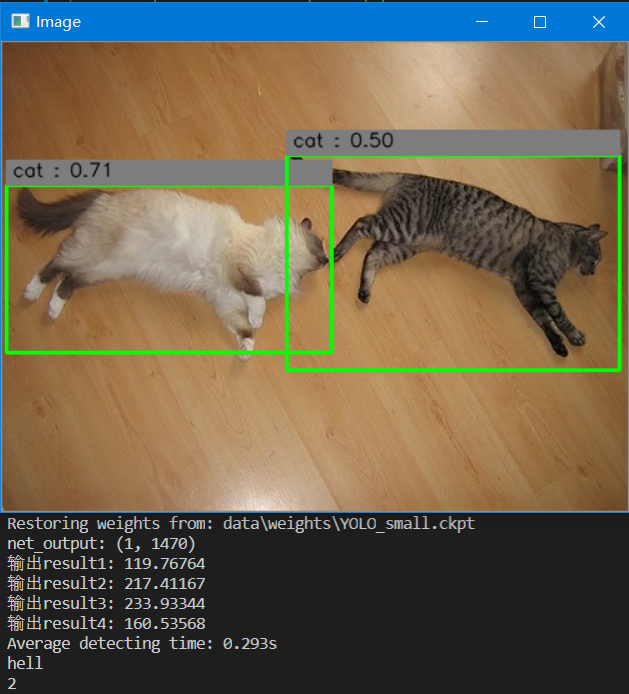 Image
cat : 0.50
cat : 0.71
Restoring weights from: data\weights\YOLO_small.ckpt
net_output: (1, 1470)
输出result1: 119.76764
输出result2: 217.41167
输出result3: 233.93344
输出result4: 160.53568
Average detecting time: 0.293s
hell
2